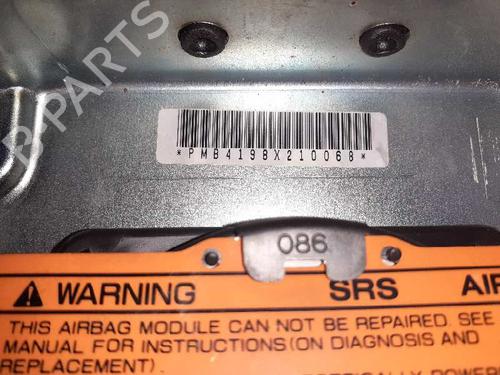 B-PARTS
*PMB4198X210068*
086
WARNING SRS AIR
THIS AIRBAG MODULE CAN NOT BE REPAIRED. SEE
MANUAL FOR INSTRUCTIONS(ON DIAGNOSIS AND
REPLACEMENT).